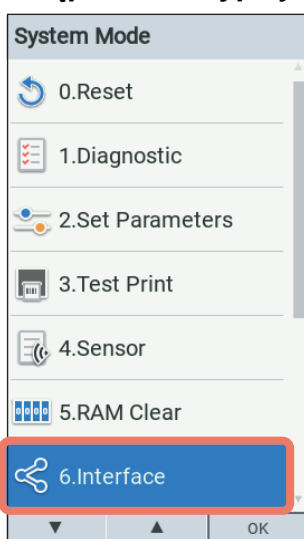 System Mode
0.Reset
1.Diagnostic
2.Set Parameters
3.Test Print
4.Sensor
5.RAM Clear
6.Interface
▼ ▲ OK